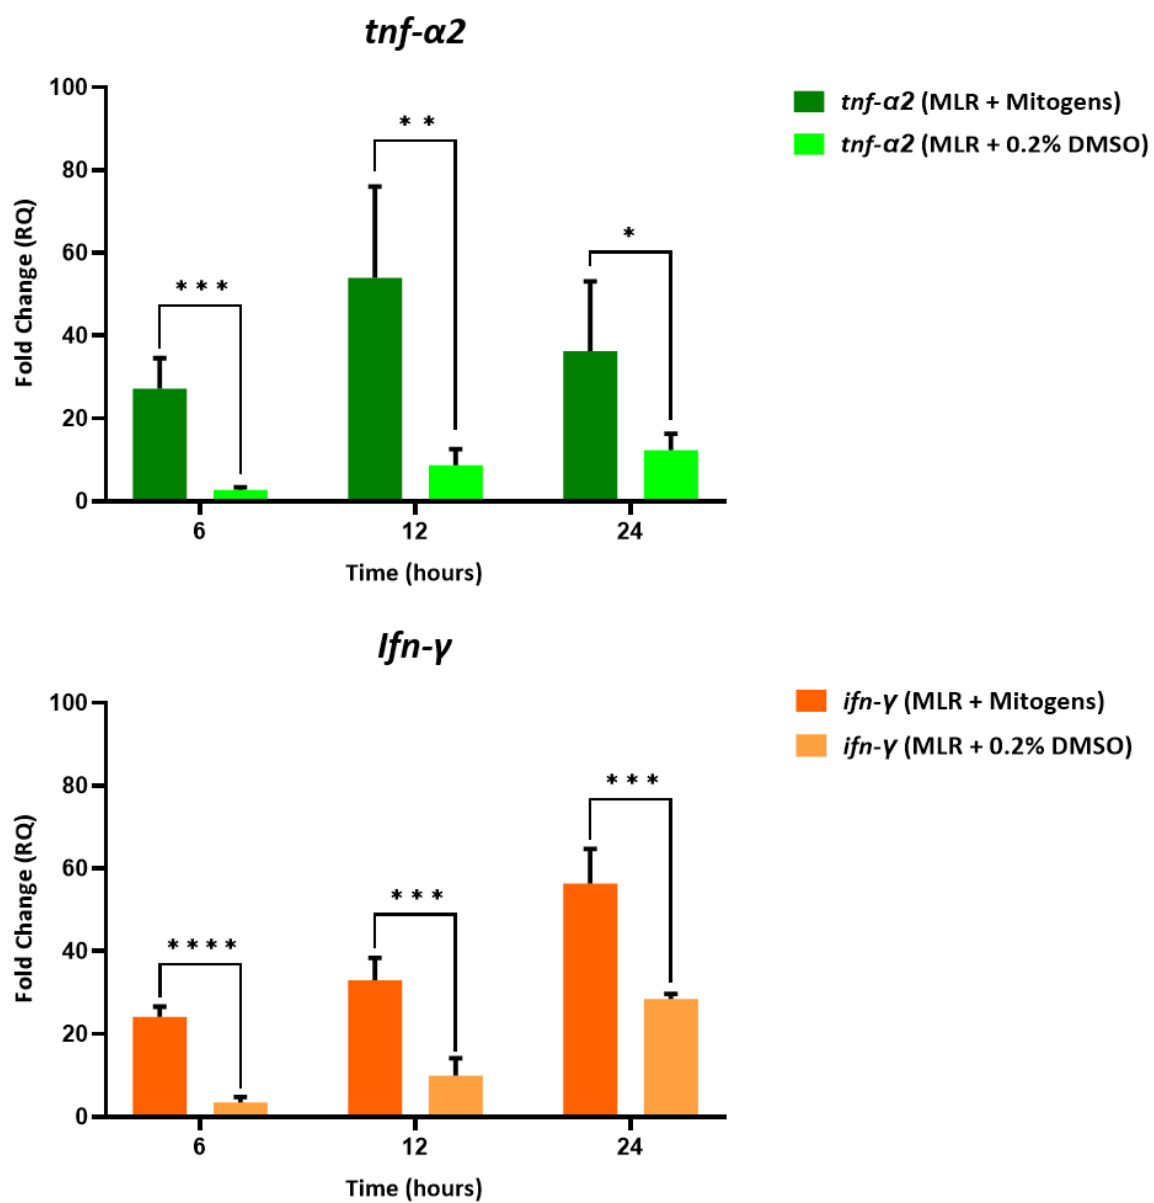 tnf-α2
tnf-α2 (MLR + Mitogens)
tnf-α2 (MLR + 0.2% DMSO)
Fold Change (RQ)
100
80
60
40
20
0
***
**
*
6
12
24
Time (hours)
Ifn-γ
ifn-γ (MLR + Mitogens)
ifn-γ (MLR + 0.2% DMSO)
Fold Change (RQ)
100
80
60
40
20
0
****
***
***
6
12
24
Time (hours)